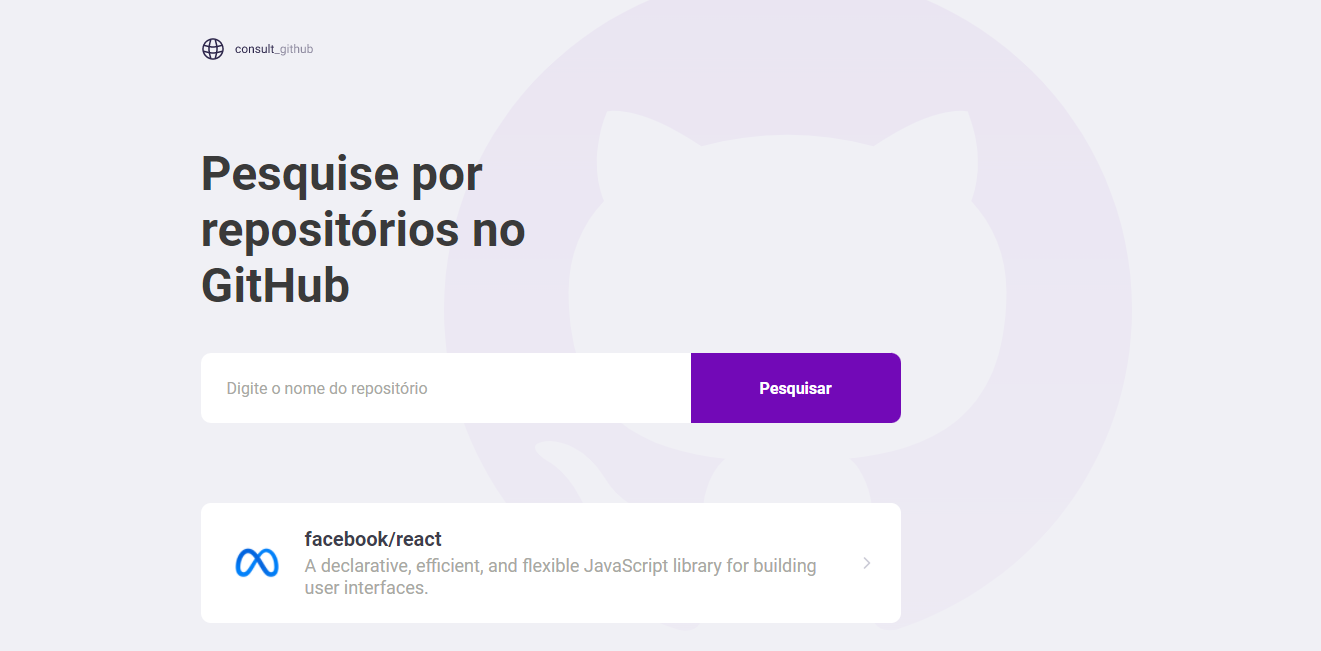 consult_github
Pesquise por
repositórios no
GitHub
Digite o nome do repositório
Pesquisar
facebook/react
A declarative, efficient, and flexible JavaScript library for building
user interfaces.